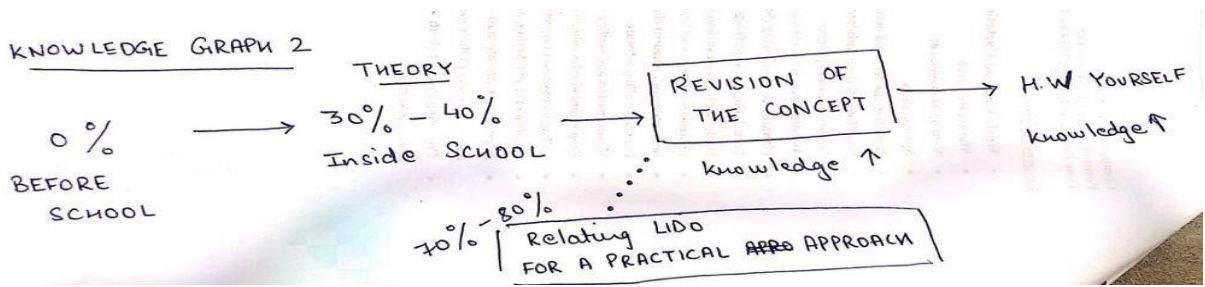 KNOWLEDGE GRAPH 2
0%
BEFORE
SCHOOL
THEORY
30% - 40%
Inside SCHOOL
REVISION OF
THE CONCEPT
Knowledge ↑
H.W YOURSELF
Knowledge ↑
70% - 80%
Relating LIDO
FOR A PRACTICAL APPROACH